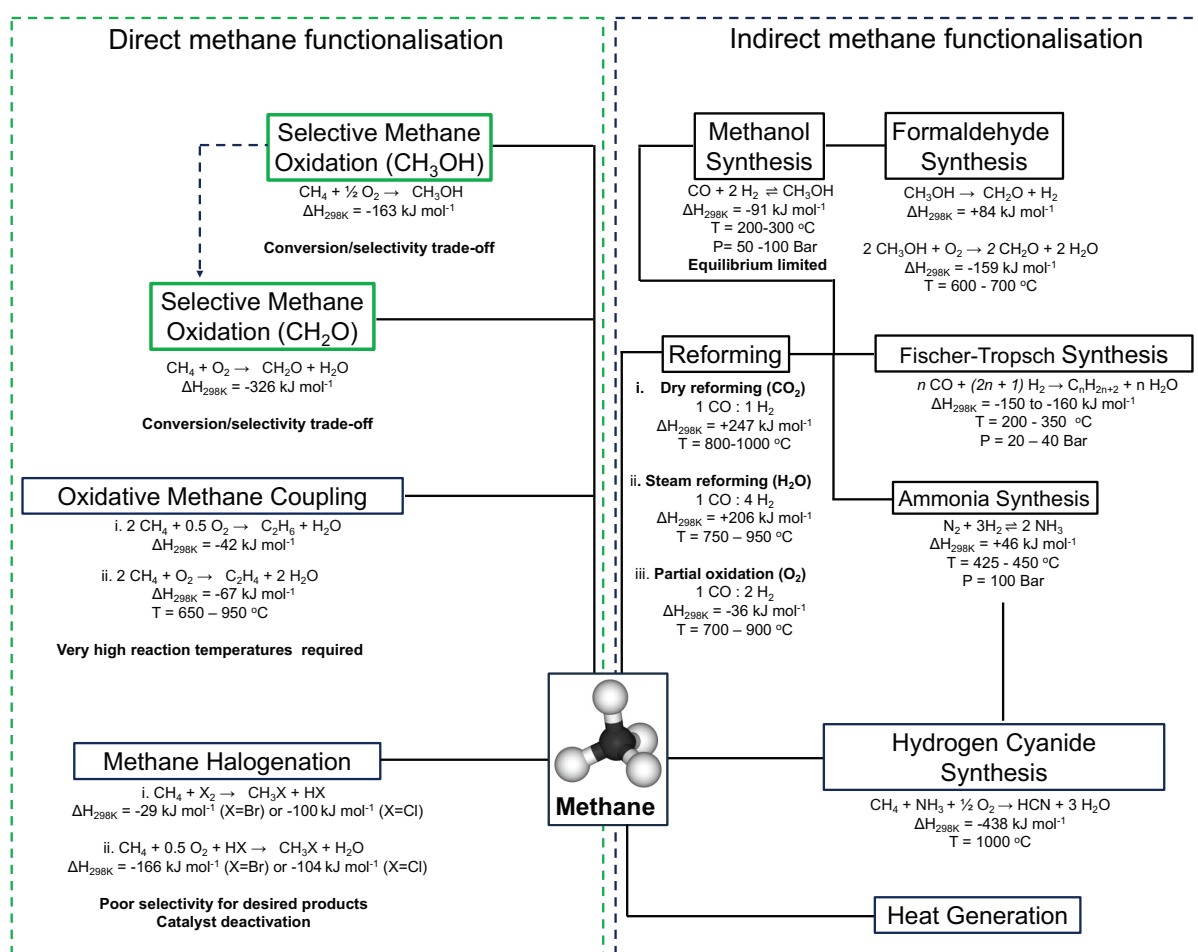 Direct methane functionalisation
Selective Methane
Oxidation (CH₃OH)
CH₄ + ½ O₂ → CH₃OH
ΔH₂₉₈ₖ = -163 kJ mol⁻¹
Conversion/selectivity trade-off
Selective Methane
Oxidation (CH₂O)
CH₄ + O₂ → CH₂O + H₂O
ΔH₂₉₈ₖ = -326 kJ mol⁻¹
Conversion/selectivity trade-off
Oxidative Methane Coupling
i. 2 CH₄ + 0.5 O₂ → C₂H₆ + H₂O
ΔH₂₉₈ₖ = -42 kJ mol⁻¹
ii. 2 CH₄ + O₂ → C₂H₄ + 2 H₂O
ΔH₂₉₈ₖ = -67 kJ mol⁻¹
T = 650 – 950 ᵒC
Very high reaction temperatures required
Methane Halogenation
i. CH₄ + X₂ → CH₃X + HX
ΔH₂₉₈ₖ = -29 kJ mol⁻¹ (X=Br) or -100 kJ mol⁻¹ (X=Cl)
ii. CH₄ + 0.5 O₂ + HX → CH₃X + H₂O
ΔH₂₉₈ₖ = -166 kJ mol⁻¹ (X=Br) or -104 kJ mol⁻¹ (X=Cl)
Poor selectivity for desired products
Catalyst deactivation
Methane
Indirect methane functionalisation
Methanol
Synthesis
CO + 2 H₂ ⇌ CH₃OH
ΔH₂₉₈ₖ = -91 kJ mol⁻¹
T = 200-300 ᵒC
P= 50 -100 Bar
Equilibrium limited
Formaldehyde
Synthesis
CH₃OH → CH₂O + H₂
ΔH₂₉₈ₖ = +84 kJ mol⁻¹
2 CH₃OH + O₂ → 2 CH₂O + 2 H₂O
ΔH₂₉₈ₖ = -159 kJ mol⁻¹
T = 600 - 700 ᵒC
Reforming
i. Dry reforming (CO₂)
1 CO : 1 H₂
ΔH₂₉₈ₖ = +247 kJ mol⁻¹
T = 800-1000 ᵒC
ii. Steam reforming (H₂O)
1 CO : 4 H₂
ΔH₂₉₈ₖ = +206 kJ mol⁻¹
T = 750 – 950 ᵒC
iii. Partial oxidation (O₂)
1 CO : 2 H₂
ΔH₂₉₈ₖ = -36 kJ mol⁻¹
T = 700 – 900 ᵒC
Fischer-Tropsch Synthesis
n CO + (2n + 1) H₂ → CₙH₂ₙ₊₂ + n H₂O
ΔH₂₉₈ₖ = -150 to -160 kJ mol⁻¹
T = 200 - 350 ᵒC
P = 20 – 40 Bar
Ammonia Synthesis
N₂ + 3H₂ ⇌ 2 NH₃
ΔH₂₉₈ₖ = +46 kJ mol⁻¹
T = 425 - 450 ᵒC
P = 100 Bar
Hydrogen Cyanide
Synthesis
CH₄ + NH₃ + ½ O₂ → HCN + 3 H₂O
ΔH₂₉₈ₖ = -438 kJ mol⁻¹
T = 1000 ᵒC
Heat Generation